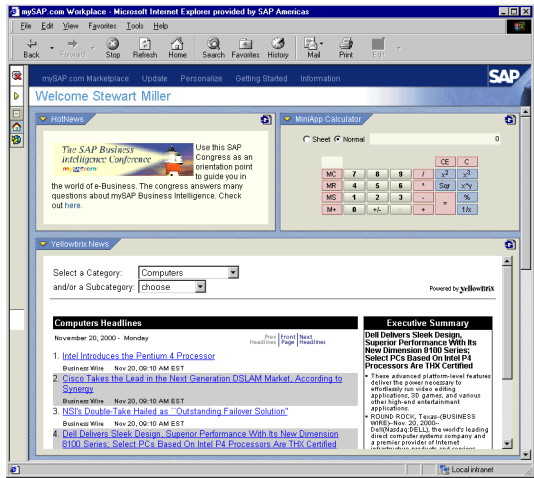 mySAP.com Workplace - Microsoft Internet Explorer provided by SAP Americas
File Edit View Favorites Tools Help
Back Forward Stop Refresh Home Search Favorites History Mail Print Edit
mySAP.com Marketplace Update Personalize Getting Started Information
SAP
Welcome Stewart Miller
HotNews
The SAP Business
intelligence Conference
Use this SAP
Congress as an
orientation point
to guide you in
the world of e-Business. The congress answers many
questions about mySAP Business Intelligence. Check
out here.
MiniApp Calculator
Sheet Normal 0
CE C
MC 7 8 9 / x2 x3
MR 4 5 6 * Sqr x^y
MS 1 2 3 - = %
M+ 0 +/- . + 1/x
Yellowbrix News
Select a Category: Computers
and/or a Subcategory: choose
Powered by yellowBrix
Computers Headlines
November 20, 2000 - Monday
Prev Headlines Front Page Next Headlines
1. Intel Introduces the Pentium 4 Processor
Business Wire Nov 20, 09:10 AM EST
2. Cisco Takes the Lead in the Next Generation DSLAM Market, According to
Synergy
Business Wire Nov 20, 09:10 AM EST
3. NSI's Double-Take Hailed as ``Outstanding Failover Solution''
Business Wire Nov 20, 09:10 AM EST
4. Dell Delivers Sleek Design, Superior Performance With Its New Dimension
8100 Series; Select PCs Based On Intel P4 Processors Are THX Certified
Business Wire Nov 20, 09:10 AM EST
Executive Summary
Dell Delivers Sleek Design,
Superior Performance With Its
New Dimension 8100 Series;
Select PCs Based On Intel P4
Processors Are THX Certified
These advanced platform-level features
deliver the power necessary to
effortlessly run video editing
applications, 3D games, and various
other high-end entertainment
applications.
ROUND ROCK, Texas-(BUSINESS
WIRE)-Nov. 20, 2000--
Dell(Nasdaq:DELL), the world's leading
direct computer systems company and
a premier provider of Internet
infrastructure products and services
Local intranet